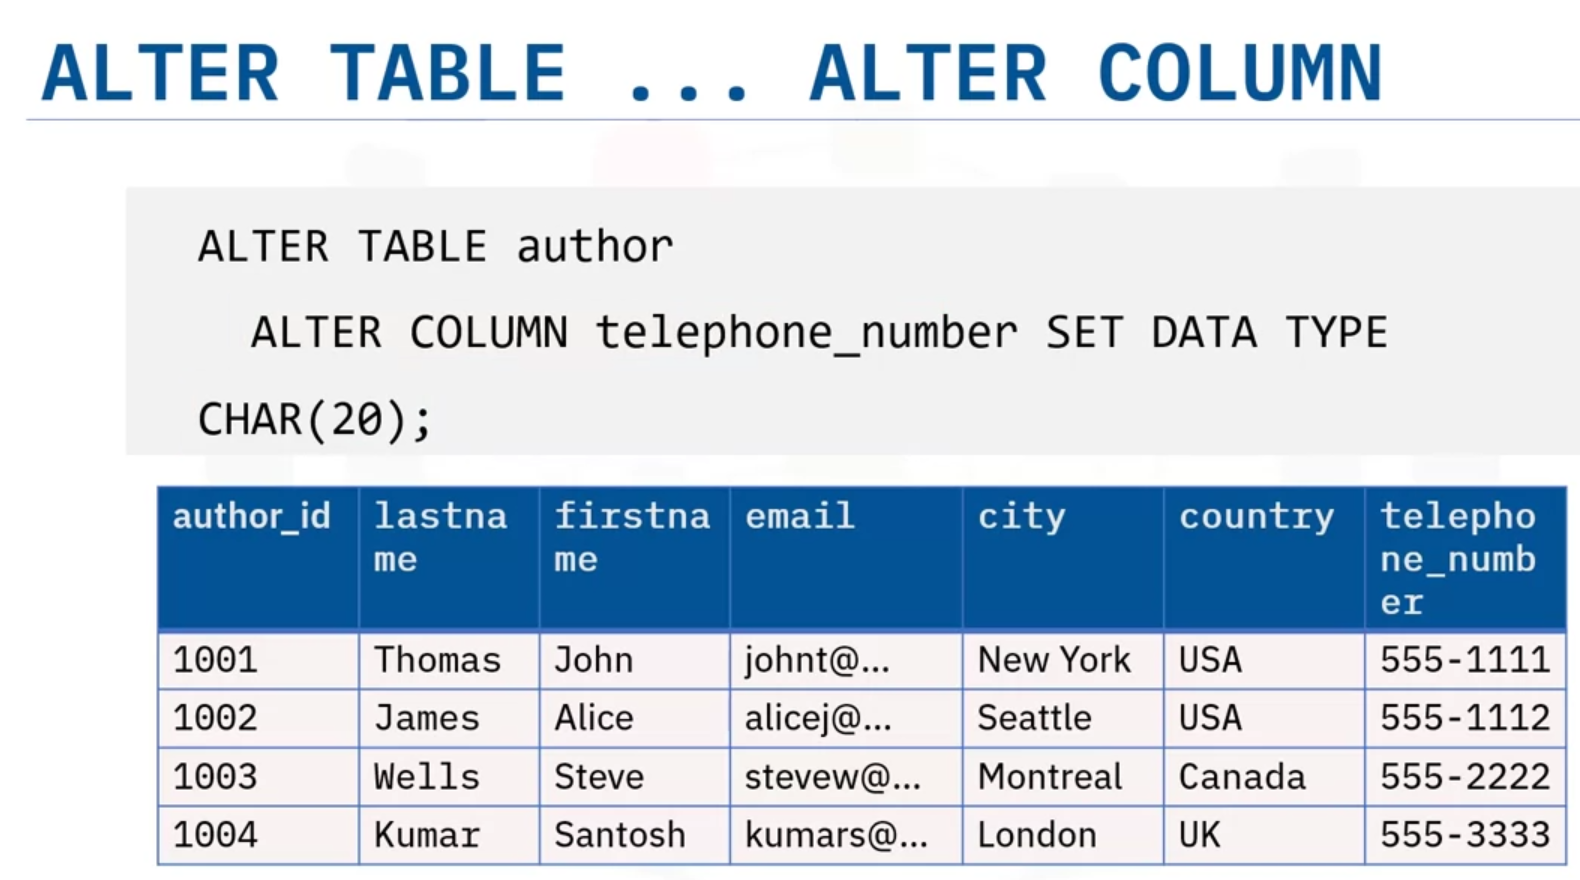 ALTER TABLE ... ALTER COLUMN
ALTER TABLE author
ALTER COLUMN telephone_number SET DATA TYPE
CHAR(20);
author_id lastna firstna email city country telepho
me me ne_numb
er
1001 Thomas John johnt@... New York USA 555-1111
1002 James Alice alicej@... Seattle USA 555-1112
1003 Wells Steve stevew@... Montreal Canada 555-2222
1004 Kumar Santosh kumars@... London UK 555-3333